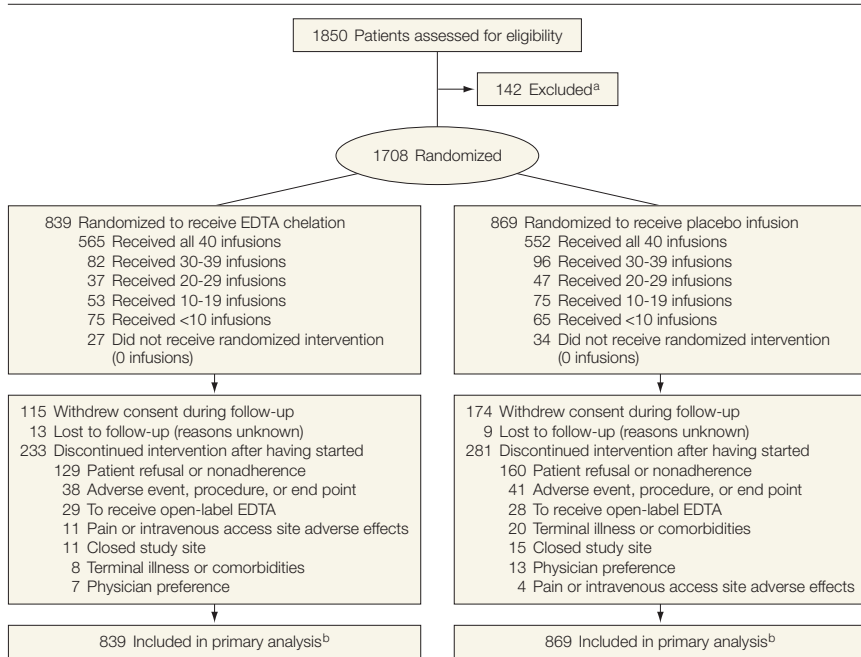 1850 Patients assessed for eligibility
142 Excludedᵃ
1708 Randomized
839 Randomized to receive EDTA chelation
565 Received all 40 infusions
82 Received 30-39 infusions
37 Received 20-29 infusions
53 Received 10-19 infusions
75 Received <10 infusions
27 Did not receive randomized intervention
(0 infusions)
869 Randomized to receive placebo infusion
552 Received all 40 infusions
96 Received 30-39 infusions
47 Received 20-29 infusions
75 Received 10-19 infusions
65 Received <10 infusions
34 Did not receive randomized intervention
(0 infusions)
115 Withdrew consent during follow-up
13 Lost to follow-up (reasons unknown)
233 Discontinued intervention after having started
129 Patient refusal or nonadherence
38 Adverse event, procedure, or end point
29 To receive open-label EDTA
11 Pain or intravenous access site adverse effects
11 Closed study site
8 Terminal illness or comorbidities
7 Physician preference
174 Withdrew consent during follow-up
9 Lost to follow-up (reasons unknown)
281 Discontinued intervention after having started
160 Patient refusal or nonadherence
41 Adverse event, procedure, or end point
28 To receive open-label EDTA
20 Terminal illness or comorbidities
15 Closed study site
13 Physician preference
4 Pain or intravenous access site adverse effects
839 Included in primary analysisᵇ
869 Included in primary analysisᵇ